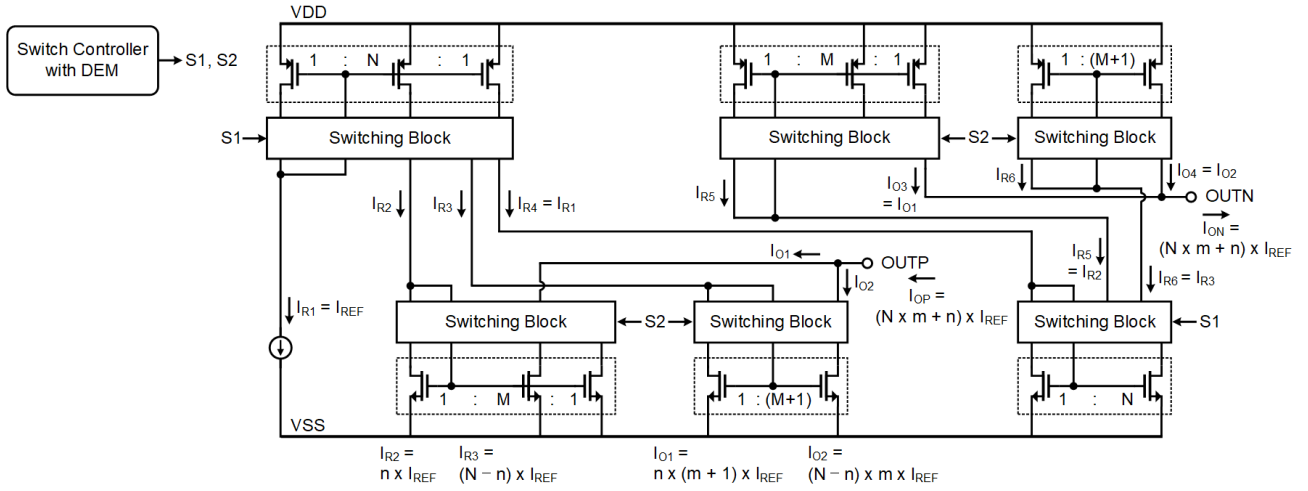 VDD
Switch Controller
with DEM
S1, S2
1 : N : 1
1 : M : 1
1 : (M+1)
S1
Switching Block
Switching Block
S2
Switching Block
IR2
IR3
IR4 = IR1
IR5
IO3
= IO1
IR6
IO4 = IO2
OUTN
ION =
(N x m + n) x IREF
IO1
OUTP
IO2
IOP =
(N x m + n) x IREF
IR5
= IR2
IR6 = IR3
IR1 = IREF
Switching Block
S2
Switching Block
Switching Block
S1
1 : M : 1
1 : (M+1)
1 : N
VSS
IR2 =
n x IREF
IR3 =
(N – n) x IREF
IO1 =
n x (m + 1) x IREF
IO2 =
(N – n) x m x IREF